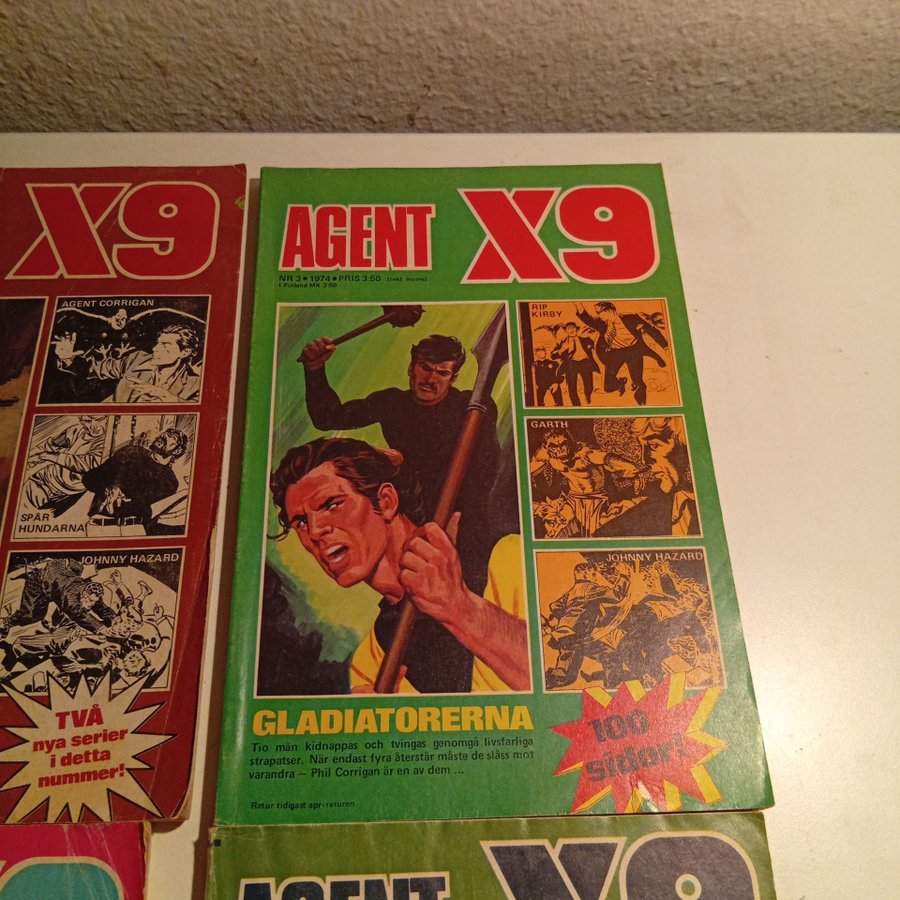 X9
AGENT CORRIGAN
SPÅR
HUNDARNA
JOHNNY HAZARD
TVÅ
nya serier
i detta
nummer!
AGENT X9
NR 3 • 1974 • PRIS 3:50 (inkl. moms)
I Finland MK 3:50
RIP
KIRBY
GARTH
JOHNNY HAZARD
GLADIATORERNA
Tio män kidnappas och tvingas genomgå livsfarliga
strapatser. När endast fyra återstår måste de slåss mot
varandra — Phil Corrigan är en av dem ...
100
sidor!
Retur tidigast apr-returen
AGENT X9